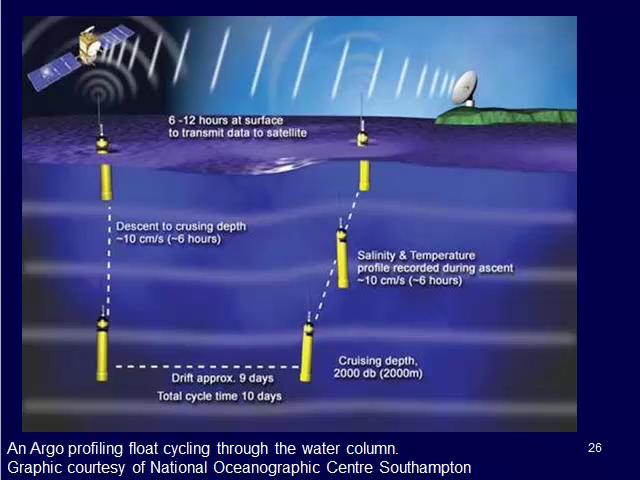 6 -12 hours at surface
to transmit data to satellite
Descent to crusing depth
~10 cm/s (~6 hours)
Salinity & Temperature
profile recorded during ascent
~10 cm/s (~6 hours)
Cruising depth,
2000 db (2000m)
Drift approx. 9 days
Total cycle time 10 days
An Argo profiling float cycling through the water column.
26
Graphic courtesy of National Oceanographic Centre Southampton